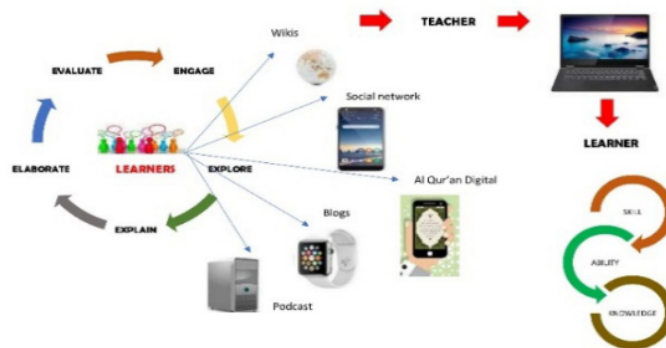 Wikis
TEACHER
EVALUATE
ENGAGE
Social network
LEARNER
ELABORATE
LEARNERS
EXPLORE
Al Qur'an Digital
EXPLAIN
Blogs
SKILL
ABILITY
KNOWLEDGE
Podcast